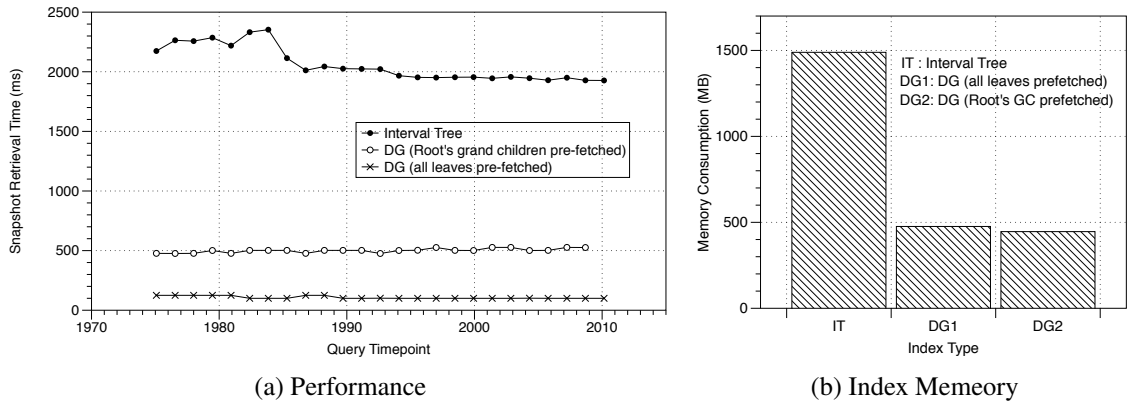 2500
2000
1500
1000
500
0
Snapshot Retrieval Time (ms)
Interval Tree
DG (Root's grand children pre-fetched)
DG (all leaves pre-fetched)
1970
1980
1990
2000
2010
Query Timepoint
(a) Performance
1500
1000
500
0
Memory Consumption (MB)
IT : Interval Tree
DG1: DG (all leaves prefetched)
DG2: DG (Root's GC prefetched)
IT
DG1
DG2
Index Type
(b) Index Memeory